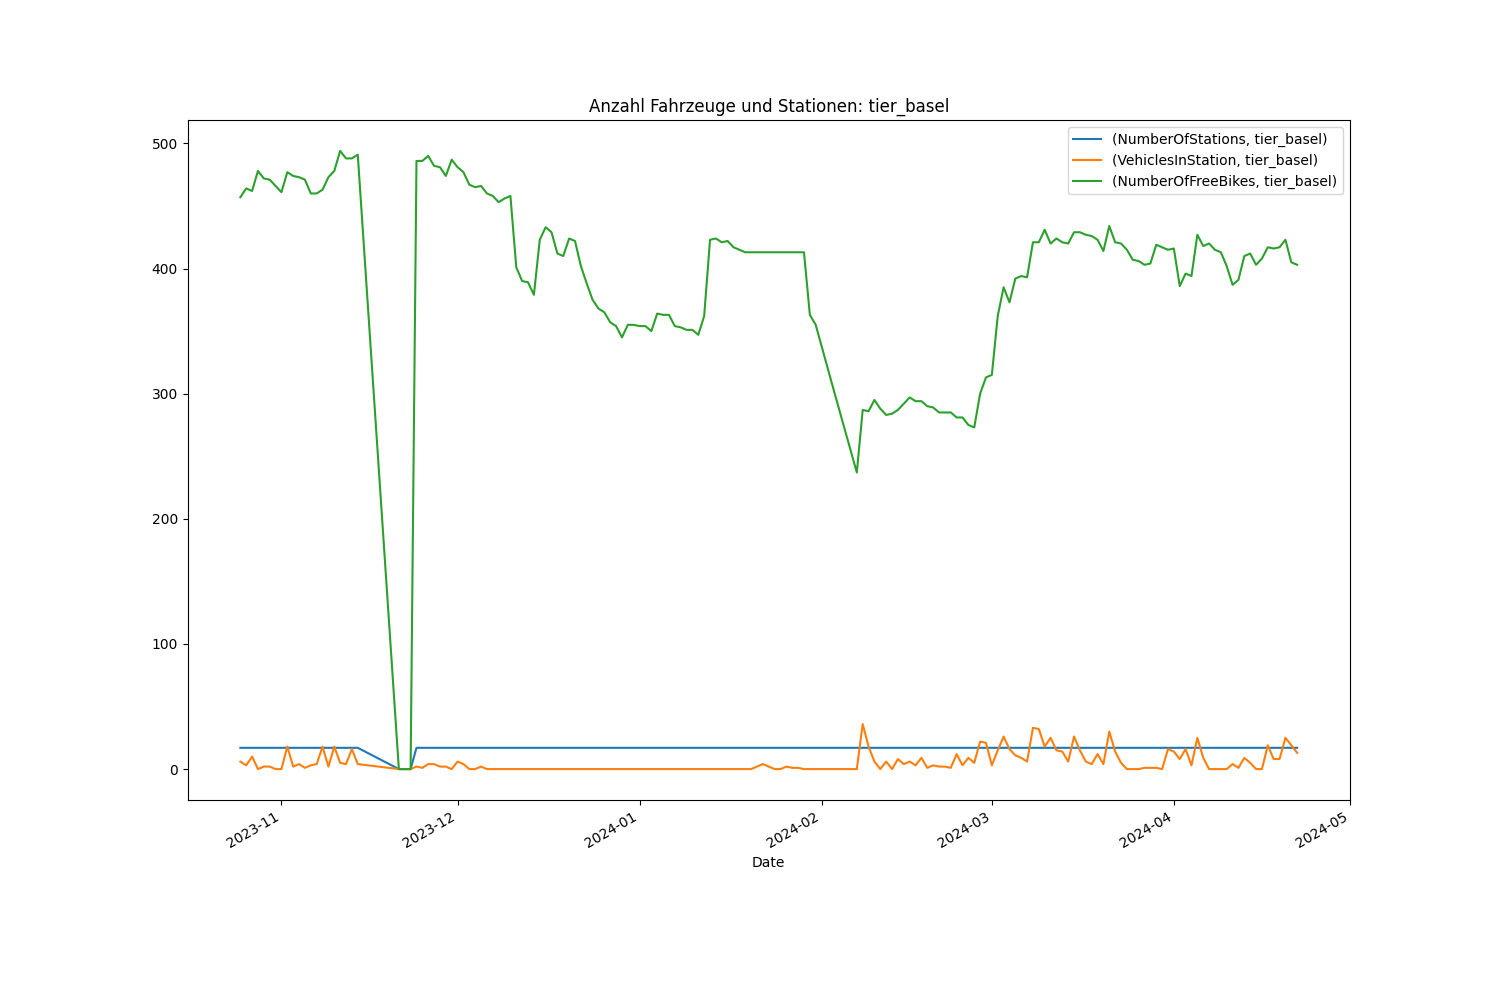 Anzahl Fahrzeuge und Stationen: tier_basel
(NumberOfStations, tier_basel)
(VehiclesInStation, tier_basel)
(NumberOfFreeBikes, tier_basel)
500
400
300
200
100
0
2023-11
2023-12
2024-01
2024-02
2024-03
2024-04
2024-05
Date